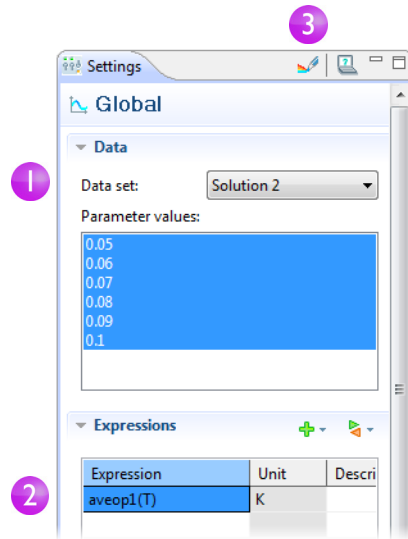 3
Settings
Global
Data
1
Data set: Solution 2
Parameter values:
0.05
0.06
0.07
0.08
0.09
0.1
Expressions
Expression Unit Descri
2
aveop1(T) K